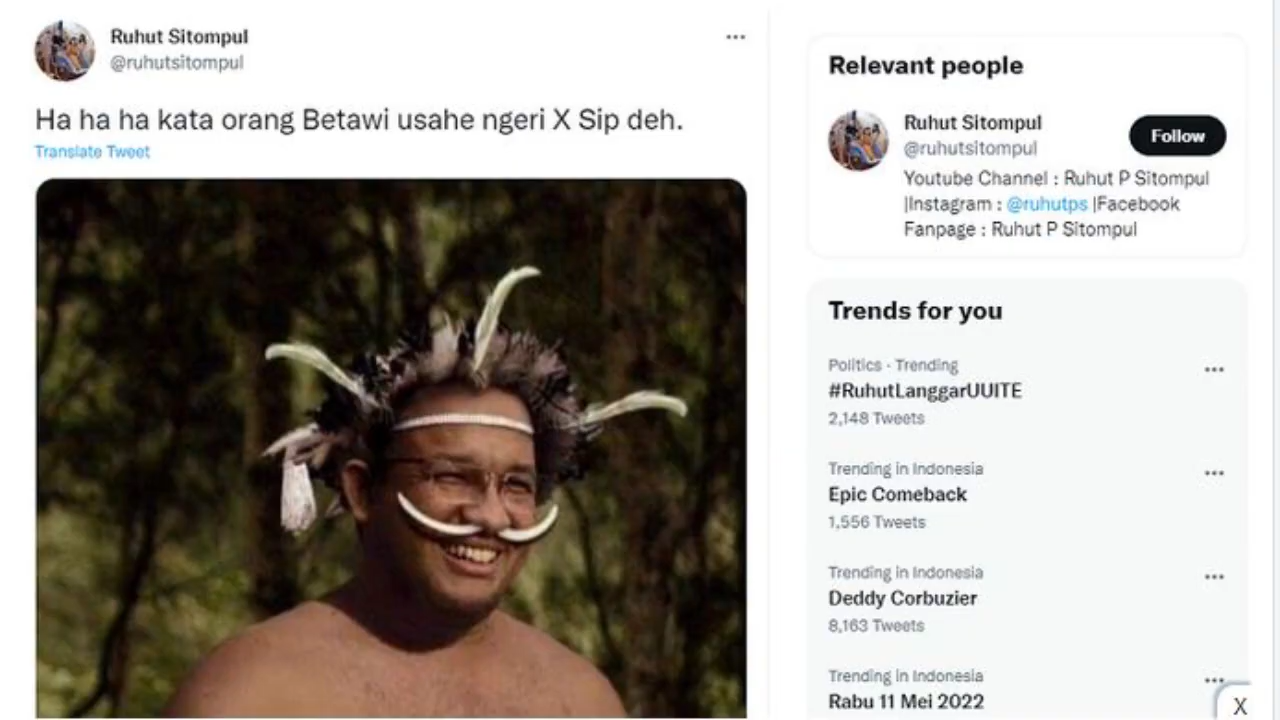 Ruhut Sitompul
@ruhutsitompul
Ha ha ha kata orang Betawi usahe ngeri X Sip deh.
Translate Tweet
Relevant people
Ruhut Sitompul
@ruhutsitompul
Follow
Youtube Channel : Ruhut P Sitompul
|Instagram : @ruhutps |Facebook
Fanpage : Ruhut P Sitompul
Trends for you
Politics · Trending
#RuhutLanggarUUITE
2,148 Tweets
Trending in Indonesia
Epic Comeback
1,556 Tweets
Trending in Indonesia
Deddy Corbuzier
8,163 Tweets
Trending in Indonesia
Rabu 11 Mei 2022
X